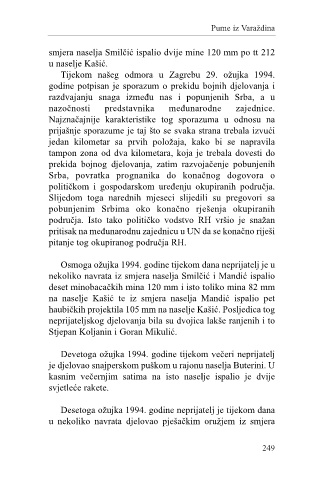 Pume iz Varaždina
smjera naselja Smilčić ispalio dvije mine 120 mm po tt 212
u naselje Kašić.
Tijekom našeg odmora u Zagrebu 29. ožujka 1994.
godine potpisan je sporazum o prekidu bojnih djelovanja i
razdvajanju snaga između nas i popunjenih Srba, a u
nazočnosti predstavnika međunarodne zajednice.
Najznačajnije karakteristike tog sporazuma u odnosu na
prijašnje sporazume je taj što se svaka strana trebala izvući
jedan kilometar sa prvih položaja, kako bi se napravila
tampon zona od dva kilometara, koja je trebala dovesti do
prekida bojnog djelovanja, zatim razvojačenje pobunjenih
Srba, povratka prognanika do konačnog dogovora o
političkom i gospodarskom uređenju okupiranih područja.
Slijedom toga narednih mjeseci slijedili su pregovori sa
pobunjenim Srbima oko konačno rješenja okupiranih
područja. Isto tako političko vodstvo RH vršio je snažan
pritisak na međunarodnu zajednicu u UN da se konačno riješi
pitanje tog okupiranog područja RH.
Osmoga ožujka 1994. godine tijekom dana neprijatelj je u
nekoliko navrata iz smjera naselja Smilčić i Mandić ispalio
deset minobacačkih mina 120 mm i isto toliko mina 82 mm
na naselje Kašić te iz smjera naselja Mandić ispalio pet
haubičkih projektila 105 mm na naselje Kašić. Posljedica tog
neprijateljskog djelovanja bila su dvojica lakše ranjenih i to
Stjepan Koljanin i Goran Mikulić.
Devetoga ožujka 1994. godine tijekom večeri neprijatelj
je djelovao snajperskom puškom u rajonu naselja Buterini. U
kasnim večernjim satima na isto naselje ispalio je dvije
svjetleće rakete.
Desetoga ožujka 1994. godine neprijatelj je tijekom dana
u nekoliko navrata djelovao pješačkim oružjem iz smjera
249